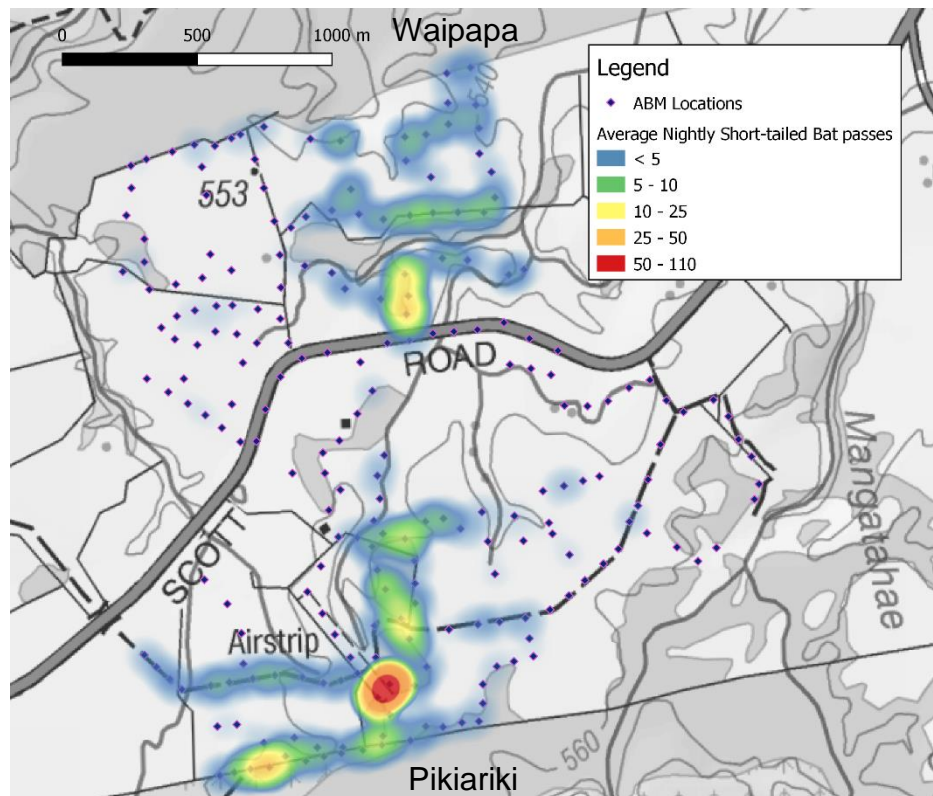 Waipapa
0 500 1000 m
Legend
ABM Locations
Average Nightly Short-tailed Bat passes
< 5
5 - 10
10 - 25
25 - 50
50 - 110
540
553
ROAD
SCOTT
Mangatahae
Airstrip
560
Pikiariki